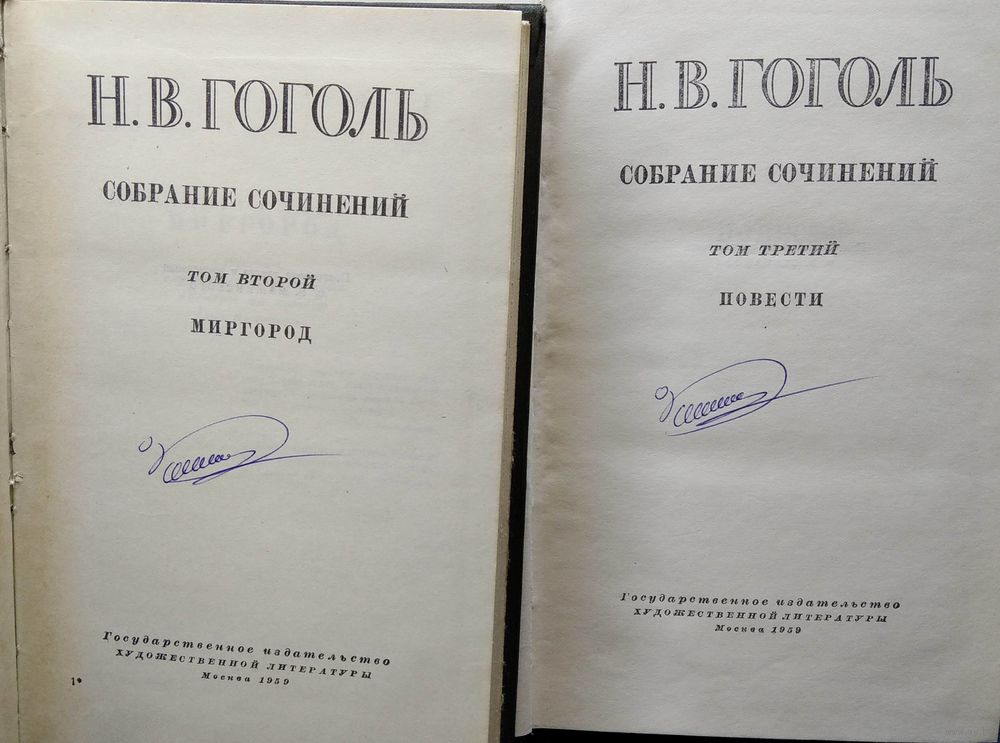 Н. В. ГОГОЛЬ
СОБРАНИЕ СОЧИНЕНИЙ
ТОМ ВТОРОЙ
МИРГОРОД
Государственное издательство
ХУДОЖЕСТВЕННОЙ ЛИТЕРАТУРЫ
Москва 1959
1*
Н. В. ГОГОЛЬ
СОБРАНИЕ СОЧИНЕНИЙ
ТОМ ТРЕТИЙ
ПОВЕСТИ
Государственное издательство
ХУДОЖЕСТВЕННОЙ ЛИТЕРАТУРЫ
Москва 1959